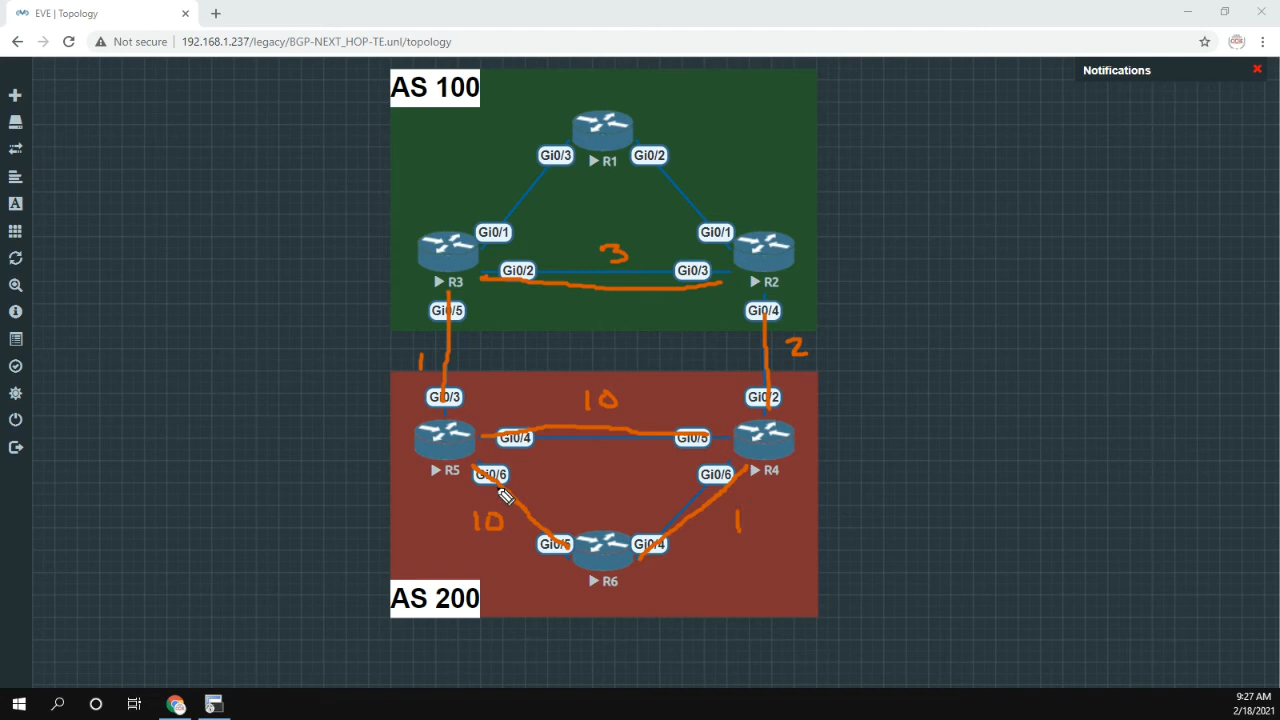 EVE | Topology
Not secure
192.168.1.237/legacy/BGP-NEXT_HOP-TE.unl/topology
Notifications
AS 100
R1
Gi0/3
Gi0/2
Gi0/1
Gi0/1
3
Gi0/2
Gi0/3
R3
R2
Gi0/5
Gi0/4
1
2
Gi0/3
Gi0/2
10
Gi0/4
Gi0/5
R5
R4
Gi0/6
Gi0/6
10
1
Gi0/5
Gi0/4
R6
AS 200
9:27 AM
2/18/2021